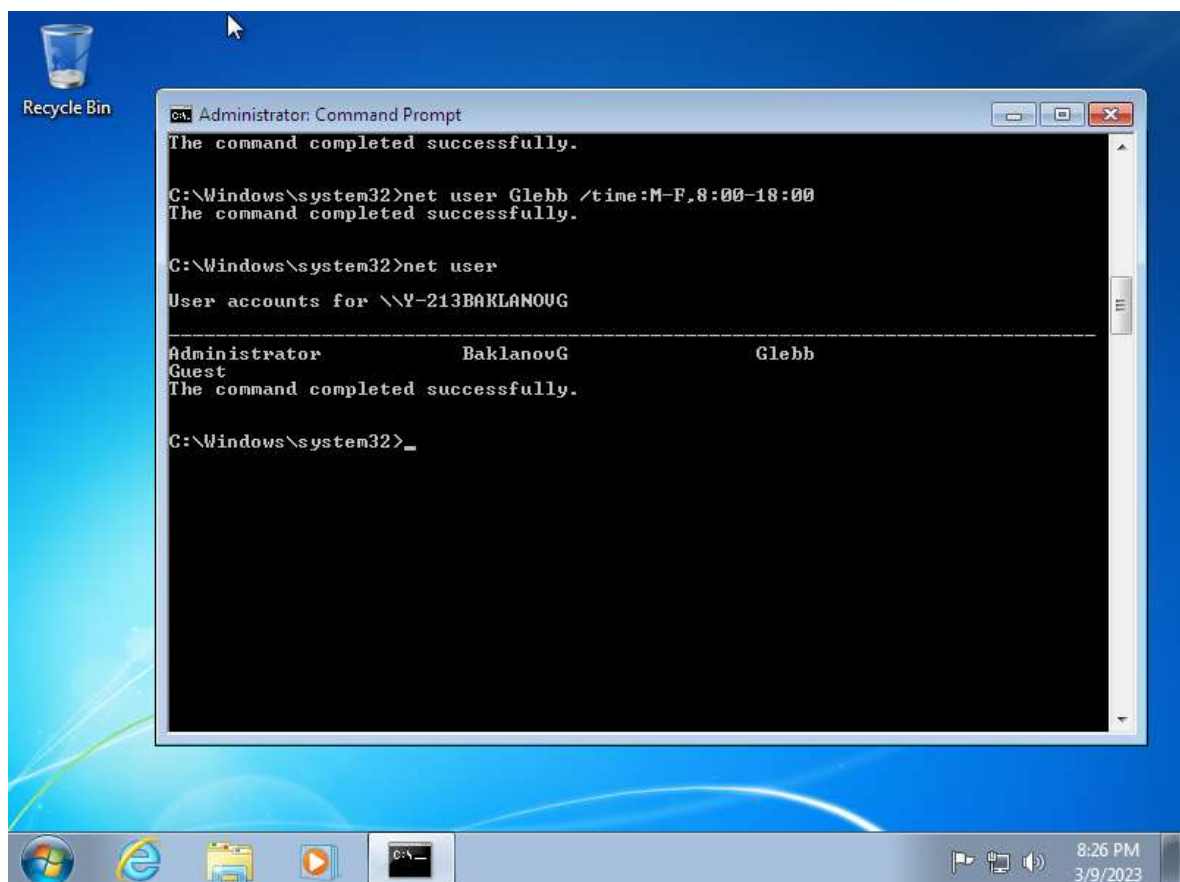 Recycle Bin
Administrator: Command Prompt
The command completed successfully.
C:\Windows\system32>net user Glebb /time:M-F,8:00-18:00
The command completed successfully.
C:\Windows\system32>net user
User accounts for \\Y-213BAKLANOVG
Administrator BaklanovG Glebb
Guest
The command completed successfully.
C:\Windows\system32>_
8:26 PM
3/9/2023